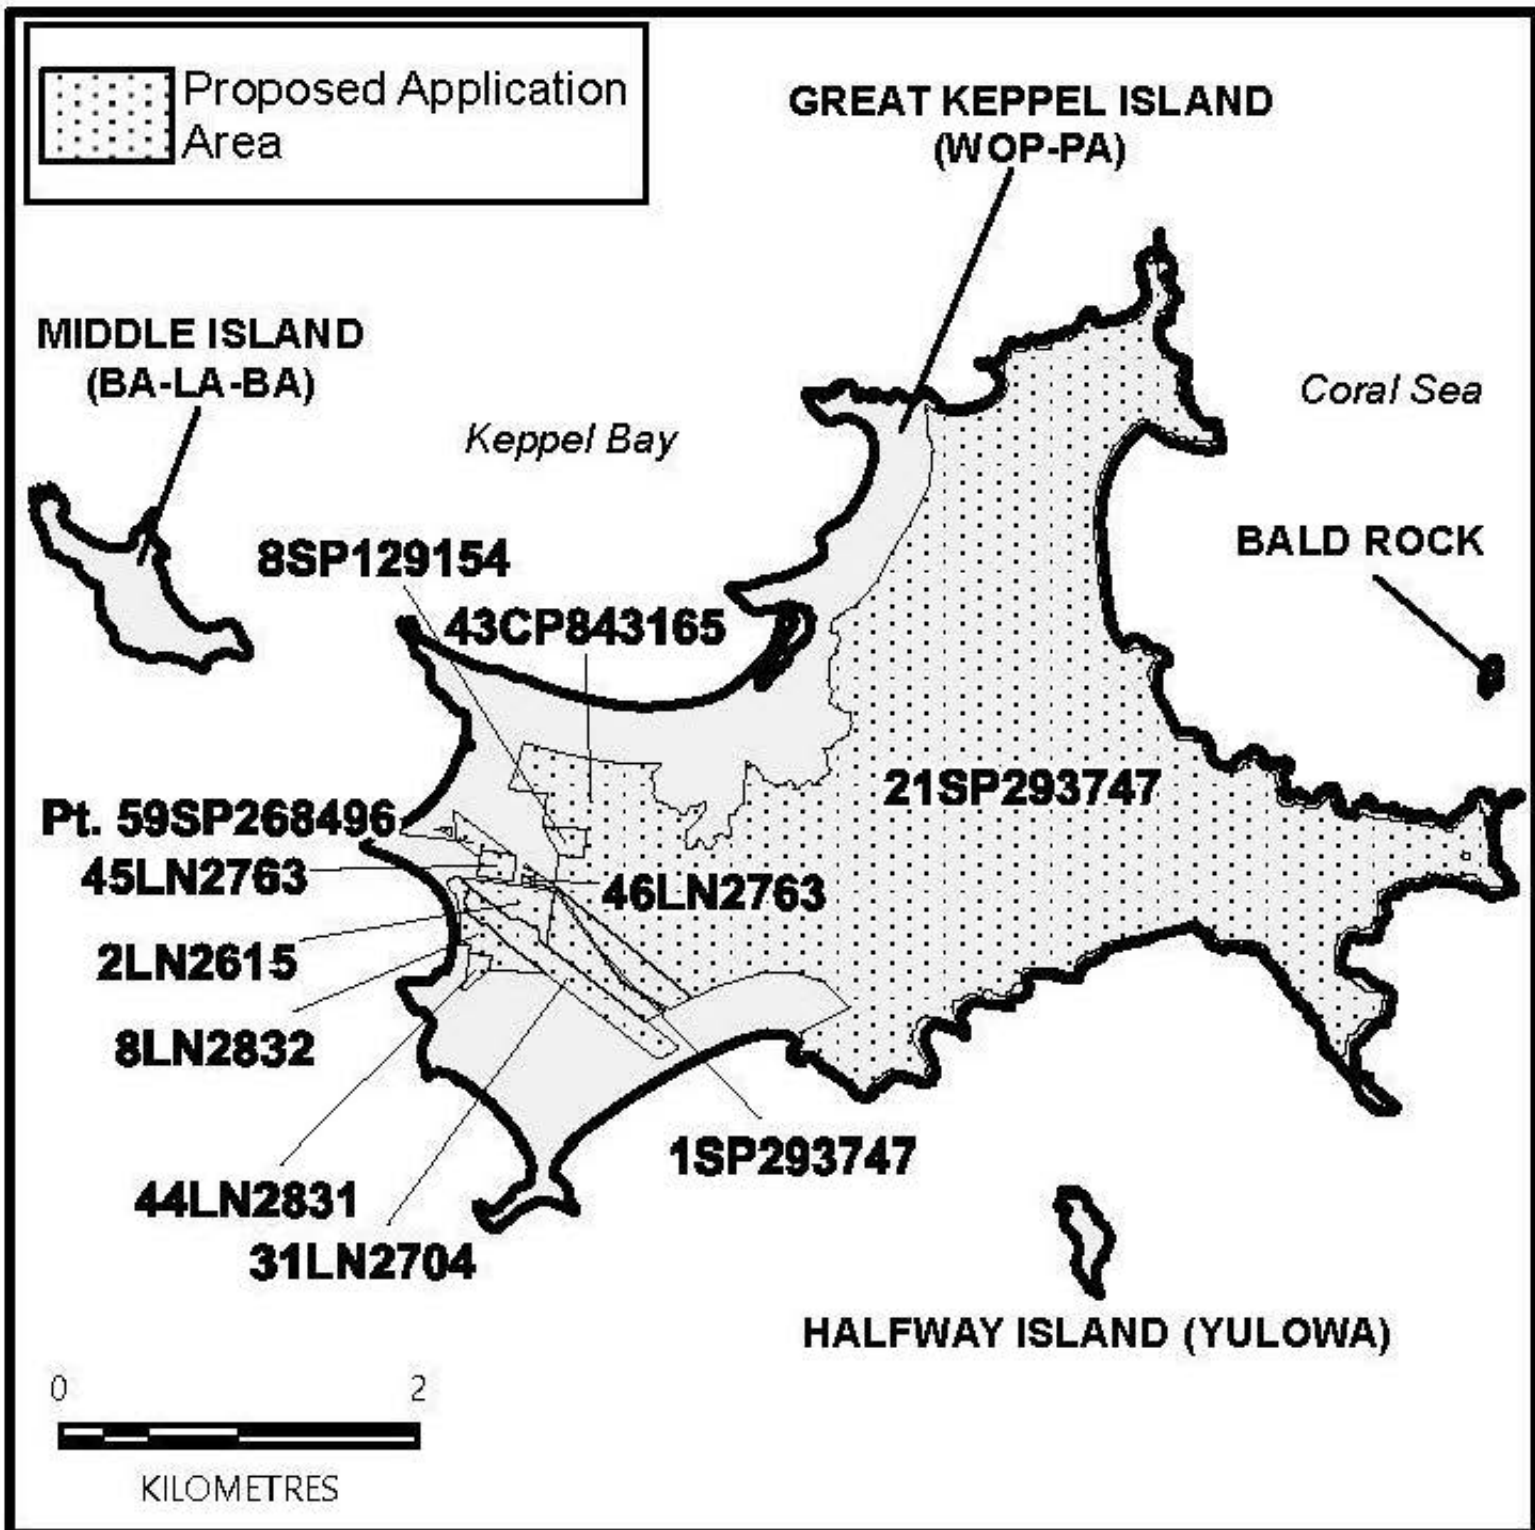 Proposed Application
Area
GREAT KEPPEL ISLAND
(WOP-PA)
MIDDLE ISLAND
(BA-LA-BA)
Coral Sea
Keppel Bay
BALD ROCK
8SP129154
43CP843165
21SP293747
Pt. 59SP268496
45LN2763
46LN2763
2LN2615
8LN2832
1SP293747
44LN2831
31LN2704
HALFWAY ISLAND (YULOWA)
0 2
KILOMETRES